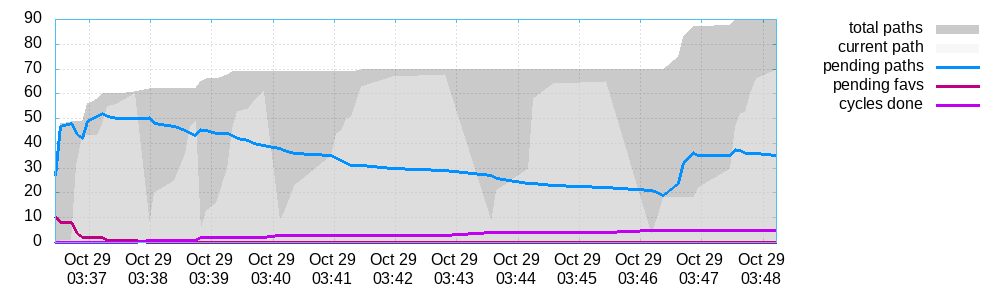 90
80
70
60
50
40
30
20
10
0
Oct 29 Oct 29 Oct 29 Oct 29 Oct 29 Oct 29 Oct 29 Oct 29 Oct 29 Oct 29 Oct 29 Oct 29
03:37 03:38 03:39 03:40 03:41 03:42 03:43 03:44 03:45 03:46 03:47 03:48
total paths
current path
pending paths
pending favs
cycles done